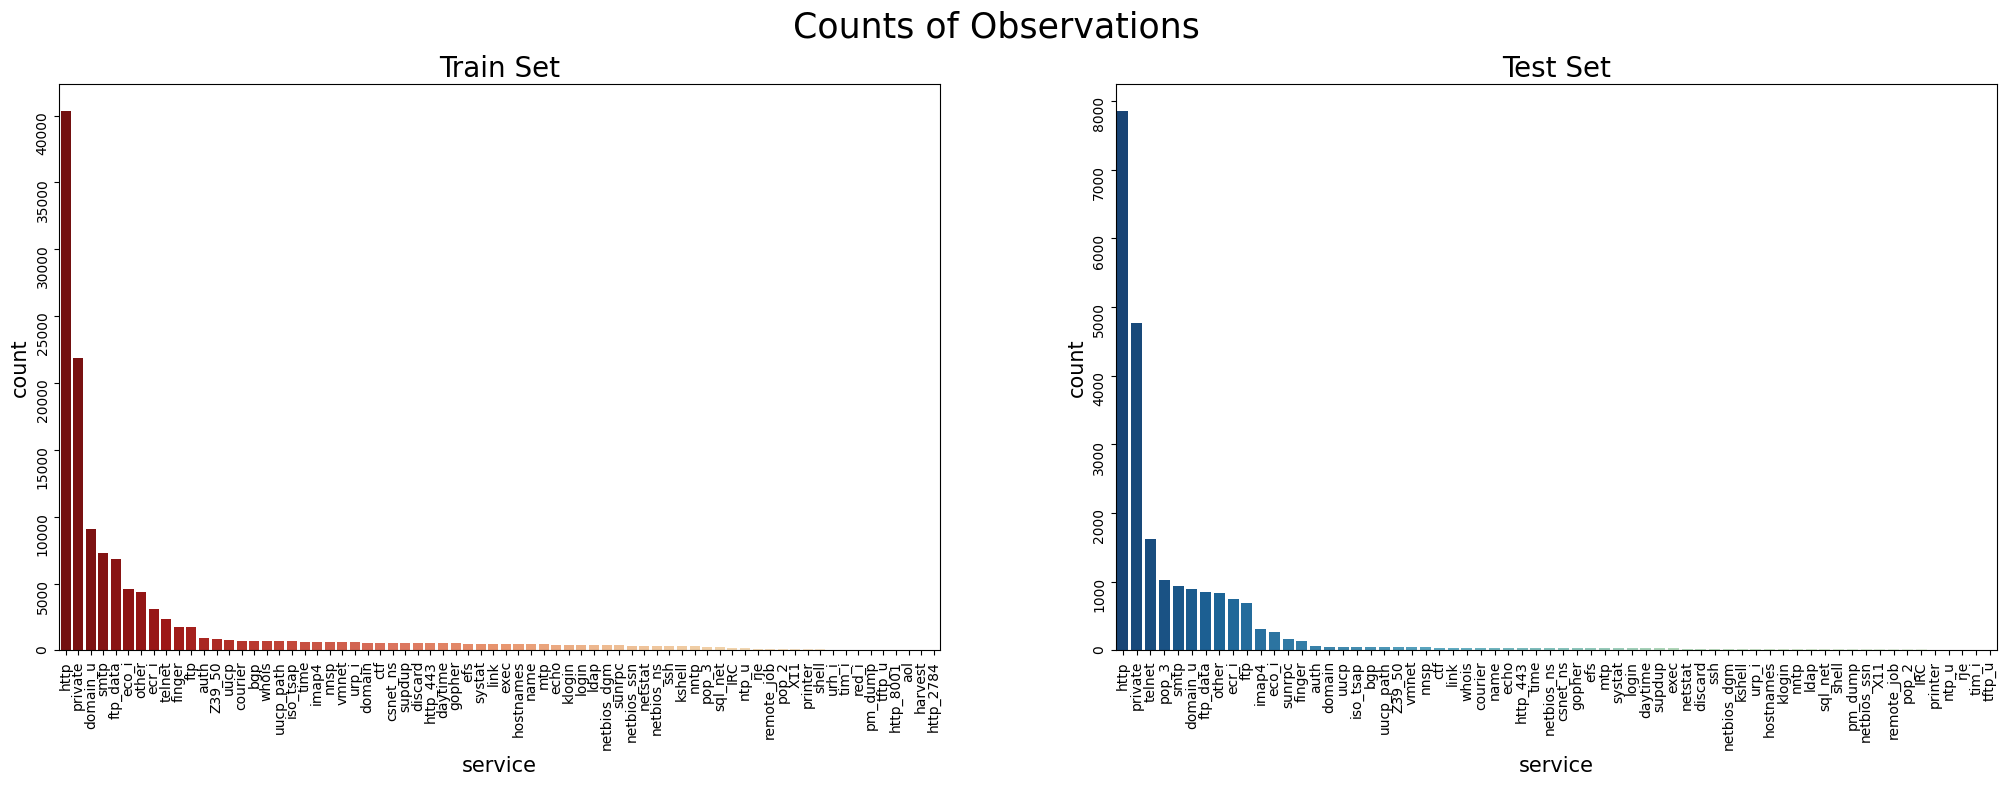 Counts of Observations
Train Set
count
40000
35000
30000
25000
20000
15000
10000
5000
0
http
private
domain_u
smtp
ftp_data
eco_i
other
ecr_i
telnet
finger
ftp
auth
Z39_50
uucp
courier
bgp
whois
uucp_path
iso_tsap
time
imap4
nnsp
vmnet
urp_i
domain
ctf
csnet_ns
supdup
discard
http_443
daytime
gopher
efs
systat
link
exec
hostnames
name
mtp
echo
klogin
login
ldap
netbios_dgm
sunrpc
netbios_ssn
netstat
netbios_ns
ssh
kshell
nntp
pop_3
sql_net
IRC
ntp_u
rje
remote_job
pop_2
X11
printer
shell
urh_i
tim_i
red_i
pm_dump
tftp_u
http_8001
aol
harvest
http_2784
service
Test Set
count
8000
7000
6000
5000
4000
3000
2000
1000
0
http
private
telnet
pop_3
smtp
domain_u
ftp_data
other
ecr_i
ftp
imap4
eco_i
sunrpc
finger
auth
domain
uucp
iso_tsap
bgp
uucp_path
Z39_50
vmnet
nnsp
ctf
link
whois
courier
name
echo
http_443
time
netbios_ns
csnet_ns
gopher
efs
mtp
systat
login
daytime
supdup
exec
netstat
discard
ssh
netbios_dgm
kshell
urp_i
hostnames
klogin
nntp
ldap
sql_net
shell
pm_dump
netbios_ssn
X11
remote_job
pop_2
IRC
printer
ntp_u
rje
tim_i
tftp_u
service